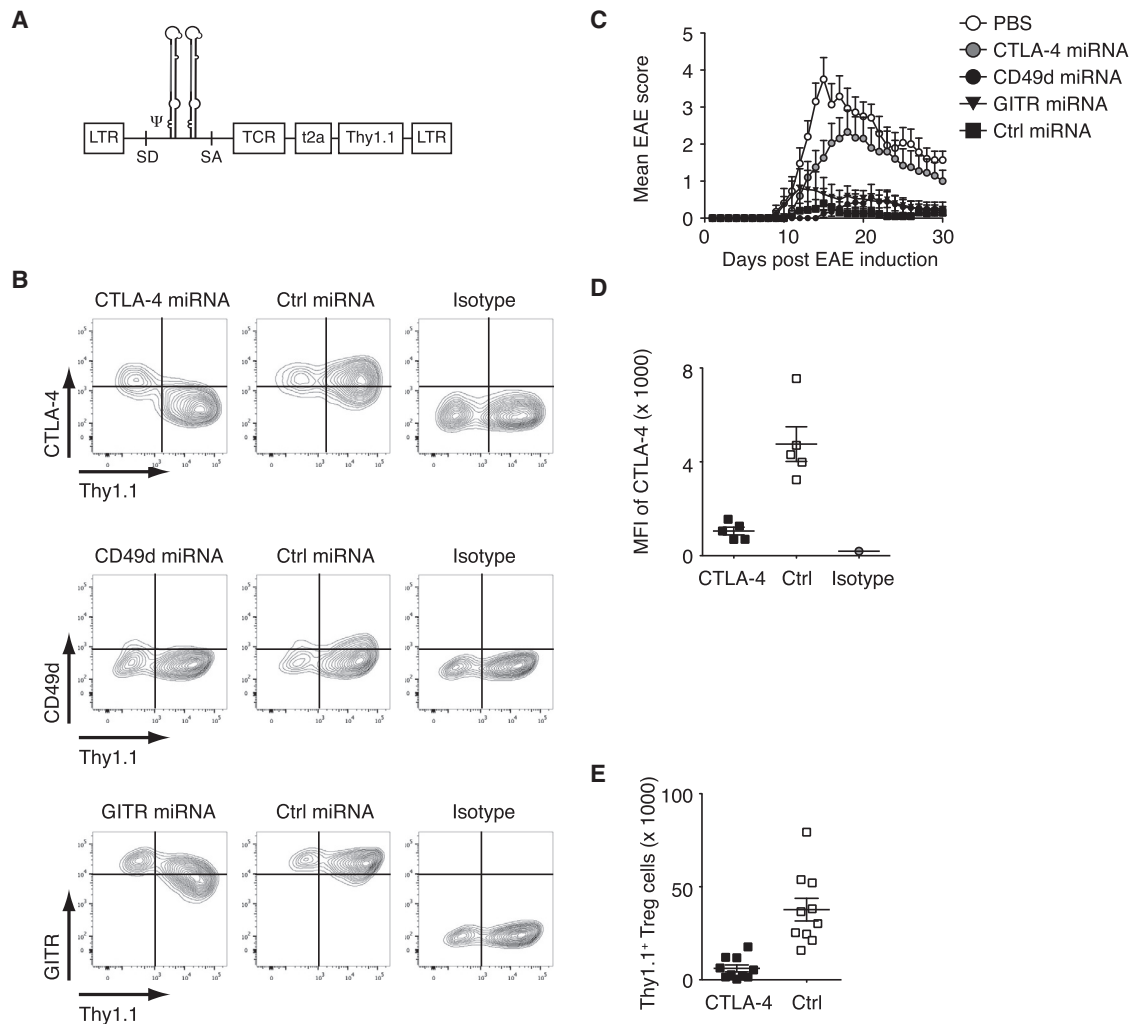 A
Ψ
LTR
SD
SA
TCR
t2a
Thy1.1
LTR
B
CTLA-4 miRNA
Ctrl miRNA
Isotype
CTLA-4
Thy1.1
CD49d miRNA
Ctrl miRNA
Isotype
CD49d
Thy1.1
GITR miRNA
Ctrl miRNA
Isotype
GITR
Thy1.1
C
Mean EAE score
5
4
3
2
1
0
0 10 20 30
Days post EAE induction
PBS
CTLA-4 miRNA
CD49d miRNA
GITR miRNA
Ctrl miRNA
D
MFI of CTLA-4 (x 1000)
8
4
0
CTLA-4 Ctrl Isotype
E
Thy1.1⁺ Treg cells (x 1000)
100
50
0
CTLA-4 Ctrl